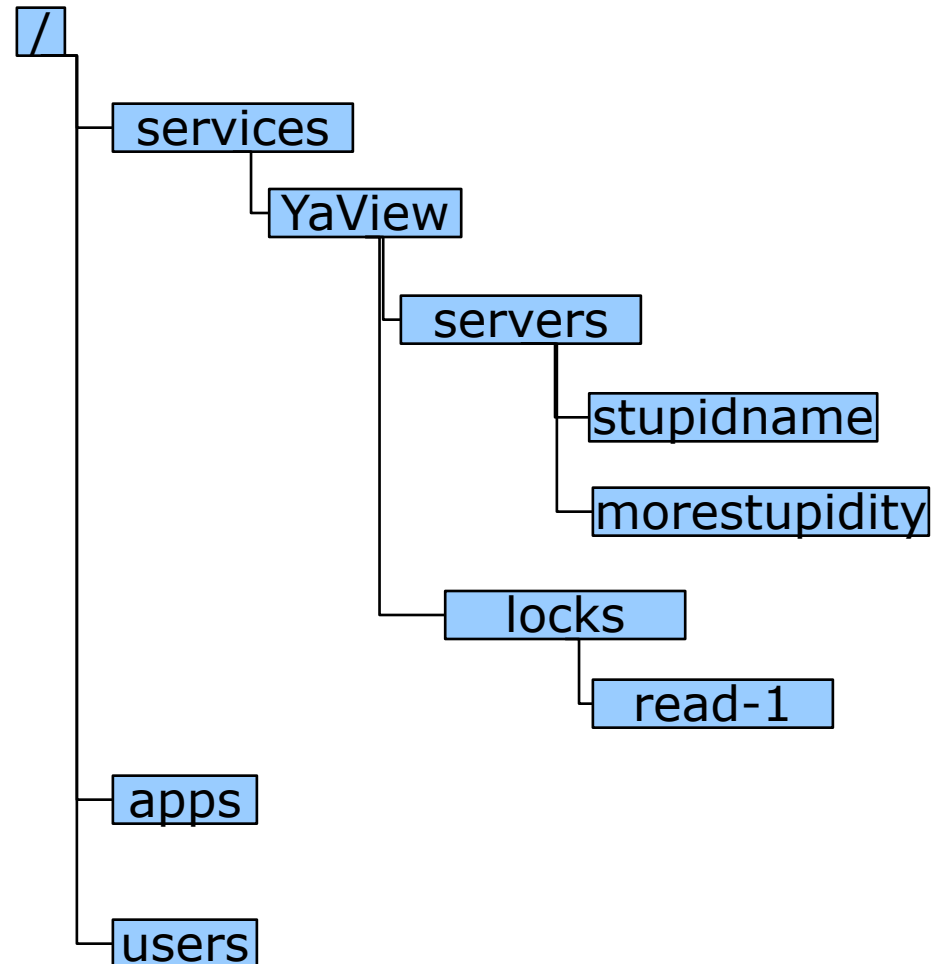 /
services
YaView
servers
stupidname
morestupidity
locks
read-1
apps
users